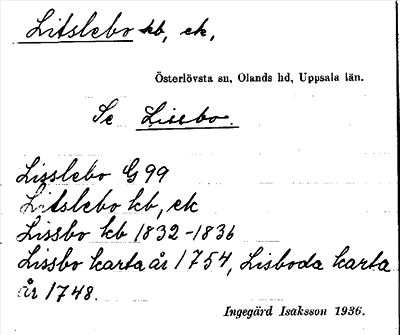 Litslebo kb, ek,
Österlövsta sn, Olands hd, Uppsala län.
Se Lissbo.
Lisslebo G 99
Litslebo kb, ek
Lissbo kb 1832-1836
Lissbo karta år 1754, Lisboda karta
år 1748.
Ingegärd Isaksson 1936.